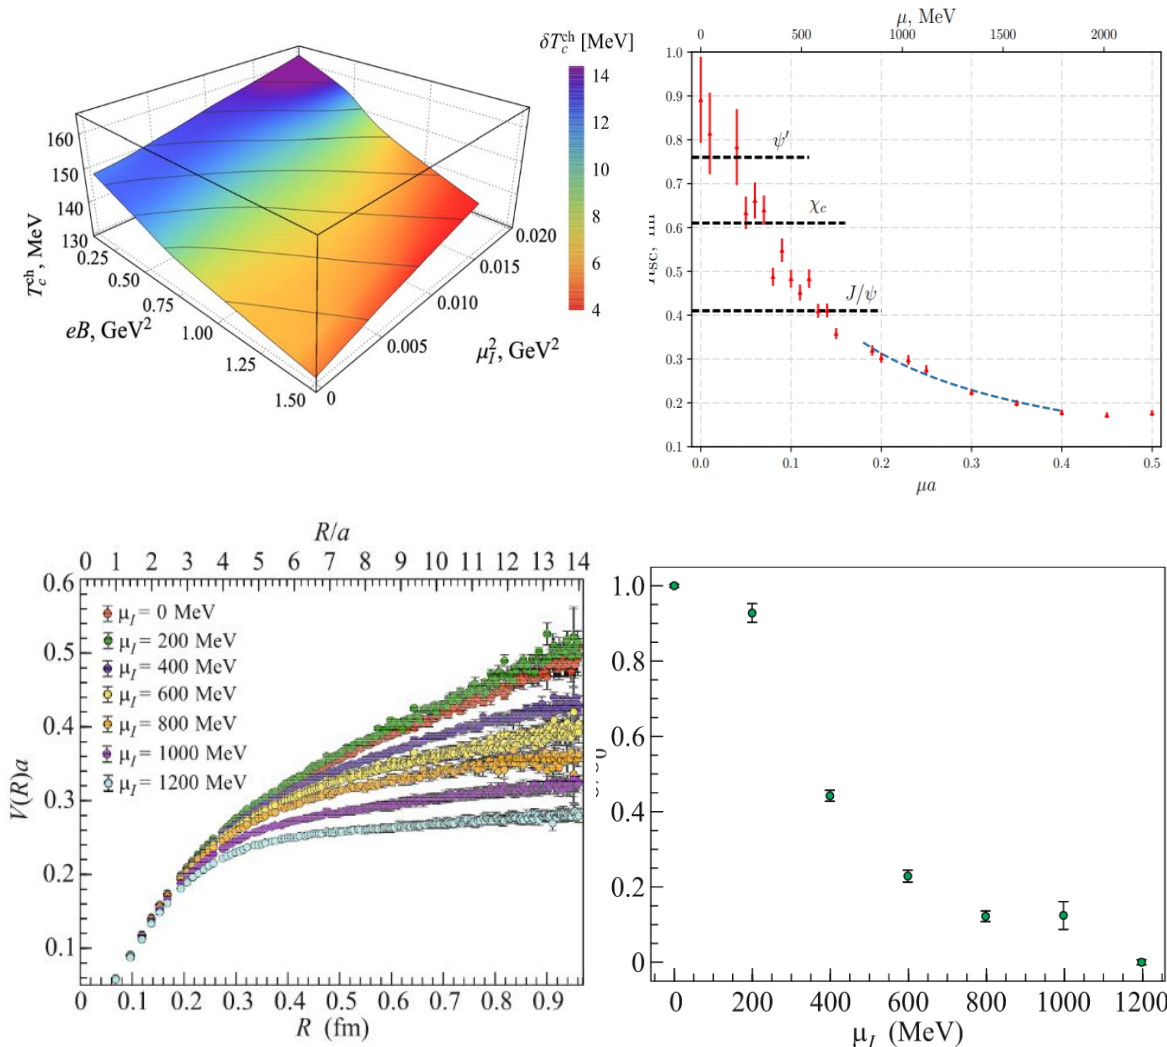 δT_c^ch [MeV]
14
12
10
8
6
4
T_c^ch, MeV
160
150
140
130
0.25
0.50
0.75
1.00
1.25
1.50
eB, GeV²
0
0.005
0.010
0.015
0.020
μ_I², GeV²
μ, MeV
0 500 1000 1500 2000
1.0
0.9
0.8
0.7
0.6
0.5
0.4
0.3
0.2
0.1
ψ′
χ_c
J/ψ
0.0 0.1 0.2 0.3 0.4 0.5
μa
R/a
0 1 2 3 4 5 6 7 8 9 10 11 12 13 14
0.6
0.5
0.4
0.3
0.2
0.1
V(R)a
μ_I = 0 MeV
μ_I = 200 MeV
μ_I = 400 MeV
μ_I = 600 MeV
μ_I = 800 MeV
μ_I = 1000 MeV
μ_I = 1200 MeV
0 0.1 0.2 0.3 0.4 0.5 0.6 0.7 0.8 0.9
R (fm)
1.0
0.8
0.6
0.4
0.2
0
0 200 400 600 800 1000 1200
μ_I (MeV)